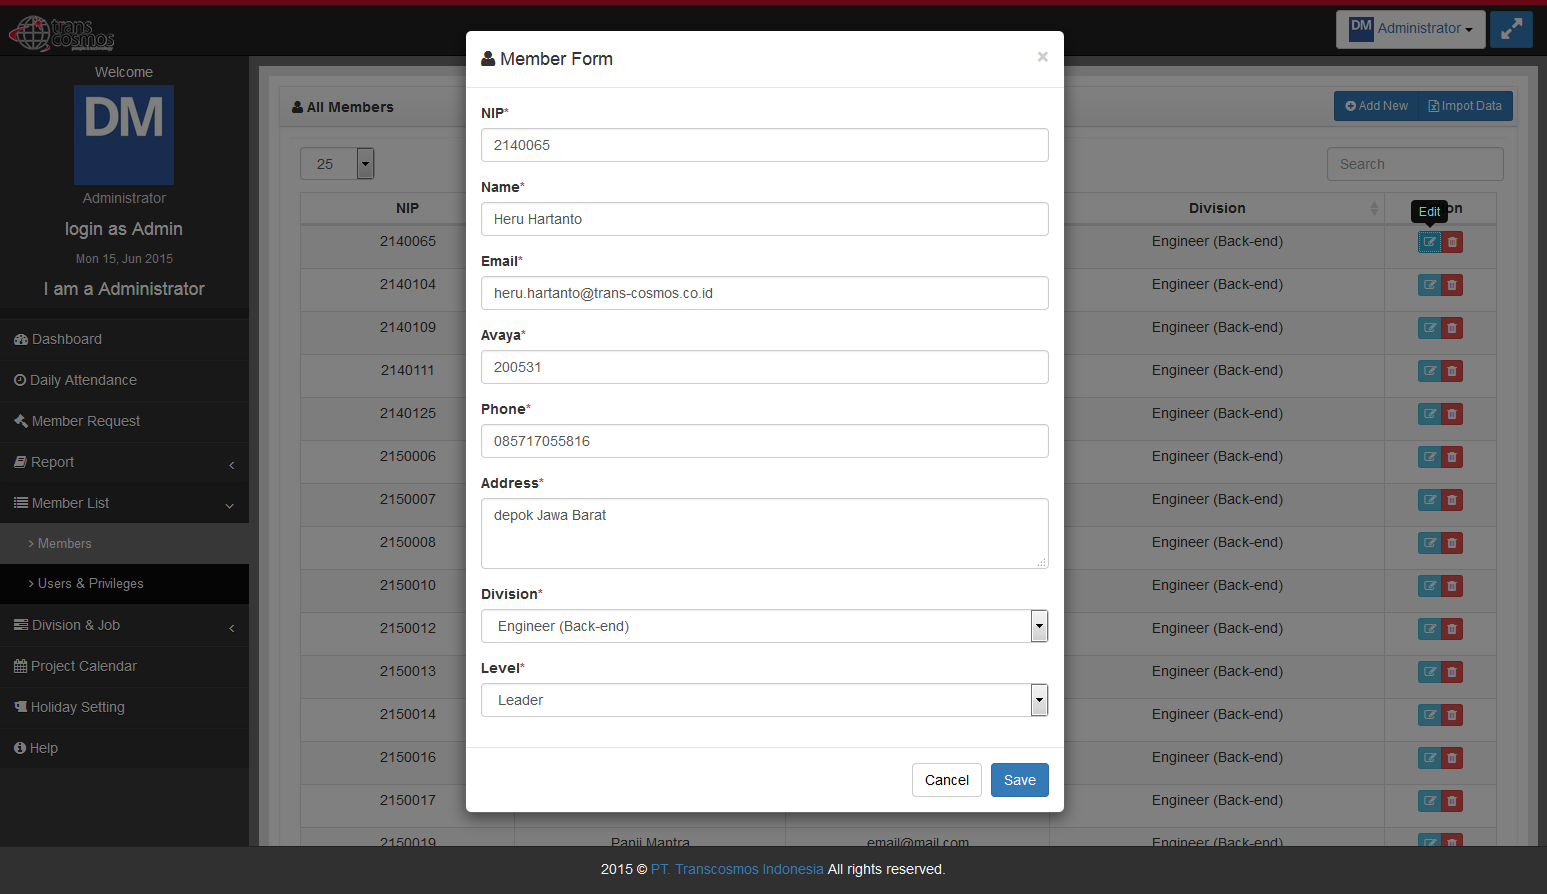 trans
cosmos
people & technology
DM Administrator
Welcome
DM
Administrator
login as Admin
Mon 15, Jun 2015
I am a Administrator
Dashboard
Daily Attendance
Member Request
Report
Member List
> Members
> Users & Privileges
Division & Job
Project Calendar
Holiday Setting
Help
All Members
Add New
Impot Data
25
Search
NIP
Division
on
Edit
2140065
Engineer (Back-end)
2140104
Engineer (Back-end)
2140109
Engineer (Back-end)
2140111
Engineer (Back-end)
2140125
Engineer (Back-end)
2150006
Engineer (Back-end)
2150007
Engineer (Back-end)
2150008
Engineer (Back-end)
2150010
Engineer (Back-end)
2150012
Engineer (Back-end)
2150013
Engineer (Back-end)
2150014
Engineer (Back-end)
2150016
Engineer (Back-end)
2150017
Engineer (Back-end)
2150019
Panji Mantra
email@mail.com
Engineer (Back-end)
Member Form
×
NIP*
2140065
Name*
Heru Hartanto
Email*
heru.hartanto@trans-cosmos.co.id
Avaya*
200531
Phone*
085717055816
Address*
depok Jawa Barat
Division*
Engineer (Back-end)
Level*
Leader
Cancel
Save
2015 © PT. Transcosmos Indonesia All rights reserved.